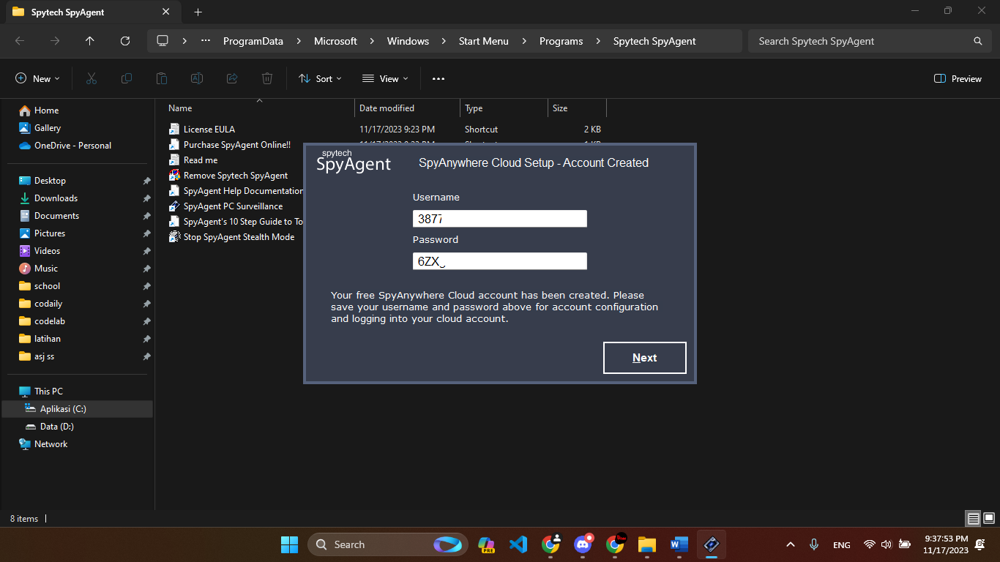 Spytech SpyAgent
ProgramData > Microsoft > Windows > Start Menu > Programs > Spytech SpyAgent
Search Spytech SpyAgent
New
Sort
View
Preview
Home
Gallery
OneDrive - Personal
Desktop
Downloads
Documents
Pictures
Videos
Music
school
codaily
codelab
latihan
asj ss
This PC
Aplikasi (C:)
Data (D:)
Network
Name Date modified Type Size
License EULA 11/17/2023 9:23 PM Shortcut 2 KB
Purchase SpyAgent Online!!
Read me
Remove Spytech SpyAgent
SpyAgent Help Documentation
SpyAgent PC Surveillance
SpyAgent's 10 Step Guide to To
Stop SpyAgent Stealth Mode
spytech
SpyAgent
SpyAnywhere Cloud Setup - Account Created
Username
3877
Password
6ZX
Your free SpyAnywhere Cloud account has been created. Please
save your username and password above for account configuration
and logging into your cloud account.
Next
8 items
Search
PRE
ENG
9:37:53 PM
11/17/2023